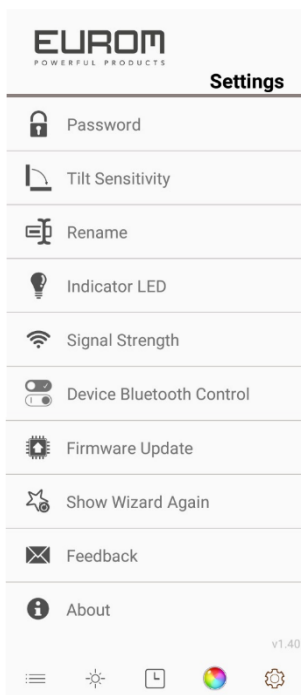 EUROM
POWERFUL PRODUCTS
Settings
Password
Tilt Sensitivity
Rename
Indicator LED
Signal Strength
Device Bluetooth Control
Firmware Update
Show Wizard Again
Feedback
About
v1.40